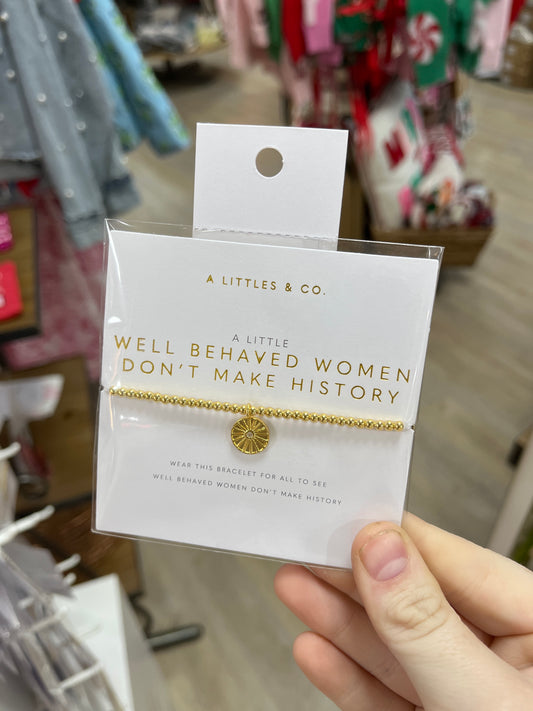 A LITTLES & CO.
A LITTLE
WELL BEHAVED WOMEN
DON'T MAKE HISTORY
WEAR THIS BRACELET FOR ALL TO SEE
WELL BEHAVED WOMEN DON'T MAKE HISTORY